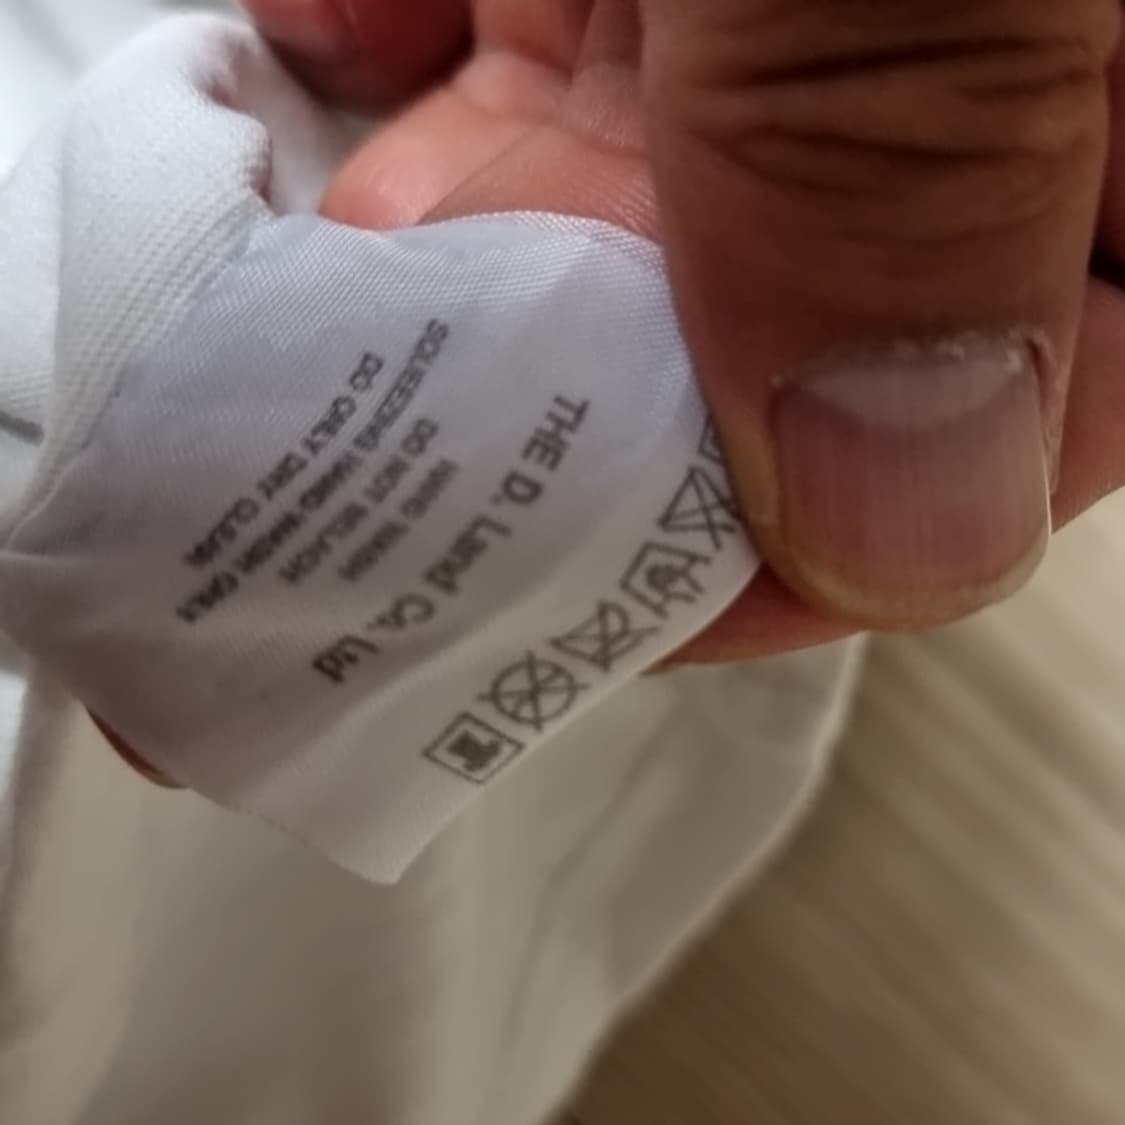 THE D. Land Co. Ltd
HAND WASH
DO NOT BLEACH
SQUEEZING HAND WASH ONLY
DO ONLY DRY CLEAN